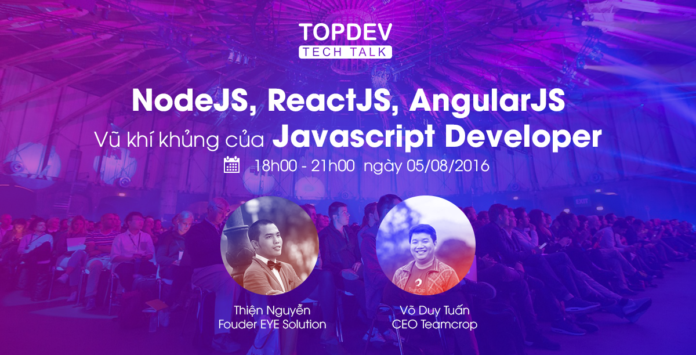 TOPDEV
TECH TALK
NodeJS, ReactJS, AngularJS
Vũ khí khủng của Javascript Developer
18h00 - 21h00 ngày 05/08/2016
Thiện Nguyễn
Fouder EYE Solution
Võ Duy Tuấn
CEO Teamcrop